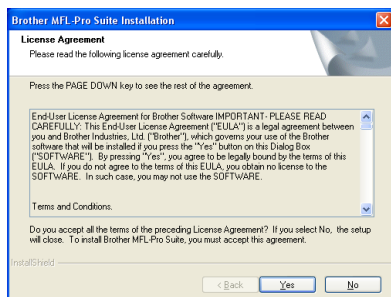 Brother MFL-Pro Suite Installation
License Agreement
Please read the following license agreement carefully.
Press the PAGE DOWN key to see the rest of the agreement.
End-User License Agreement for Brother Software IMPORTANT- PLEASE READ
CAREFULLY: This End-User License Agreement ("EULA") is a legal agreement between
you and Brother Industries, Ltd. ("Brother"), which governs your use of the Brother
software that will be installed if you press the "Yes" button on this Dialog Box
("SOFTWARE"). By pressing "Yes", you agree to be legally bound by the terms of this
EULA. If you do not agree to the terms of this EULA, you obtain no license to the
SOFTWARE. In such case, you may not use the SOFTWARE.
Terms and Conditions.
Do you accept all the terms of the preceding License Agreement? If you select No, the setup
will close. To install Brother MFL-Pro Suite, you must accept this agreement.
InstallShield
< Back
Yes
No